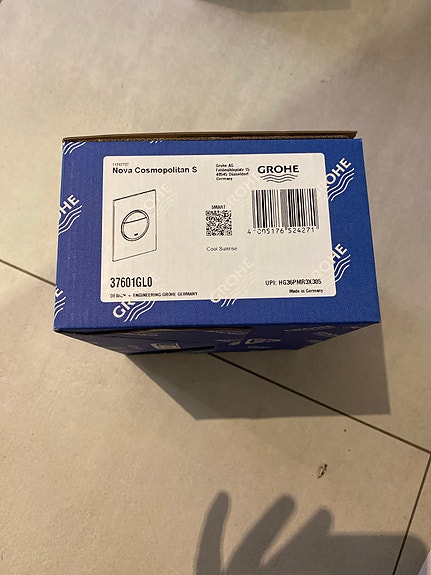 Nova Cosmopolitan S
Grohe AG
Feldmühleplatz 15
40545 Düsseldorf
Germany
GROHE
SMART
Cool Sunrise
4 005176 524271
37601GL0
UPI: HG36PMR3X305
DESIGN + ENGINEERING GROHE GERMANY
Made in Germany
GROHE
GROHE
GROHE
GROHE